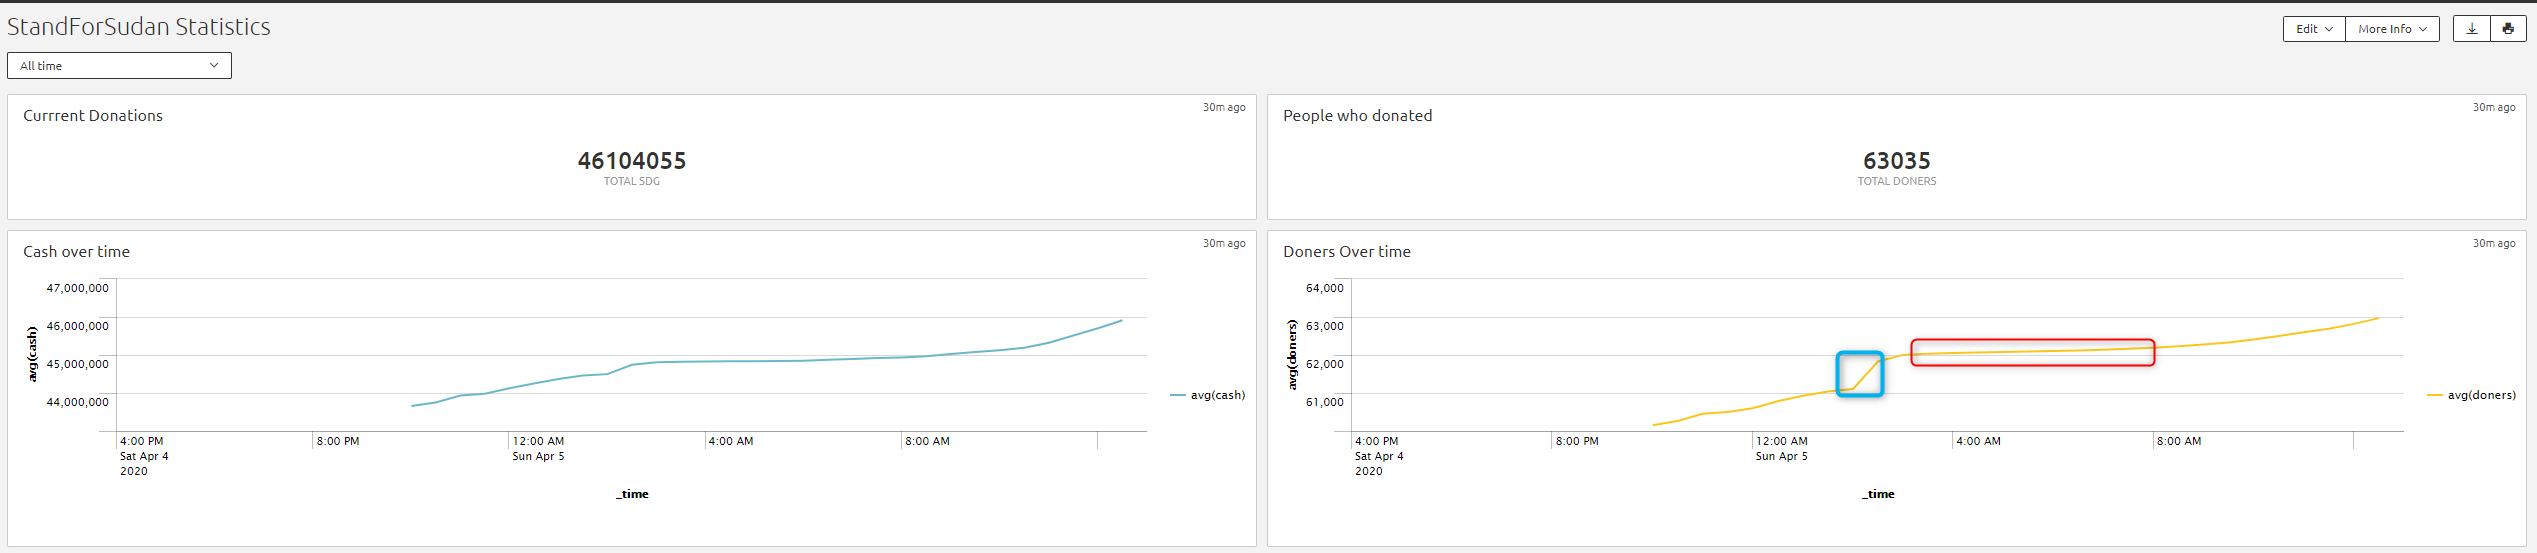 StandForSudan Statistics
Edit
More Info
All time
Currrent Donations
30m ago
46104055
TOTAL SDG
People who donated
30m ago
63035
TOTAL DONERS
Cash over time
30m ago
47,000,000
46,000,000
45,000,000
44,000,000
avg(cash)
avg(cash)
4:00 PM
Sat Apr 4
2020
8:00 PM
12:00 AM
Sun Apr 5
4:00 AM
8:00 AM
_time
Doners Over time
30m ago
64,000
63,000
62,000
61,000
avg(doners)
avg(doners)
4:00 PM
Sat Apr 4
2020
8:00 PM
12:00 AM
Sun Apr 5
4:00 AM
8:00 AM
_time